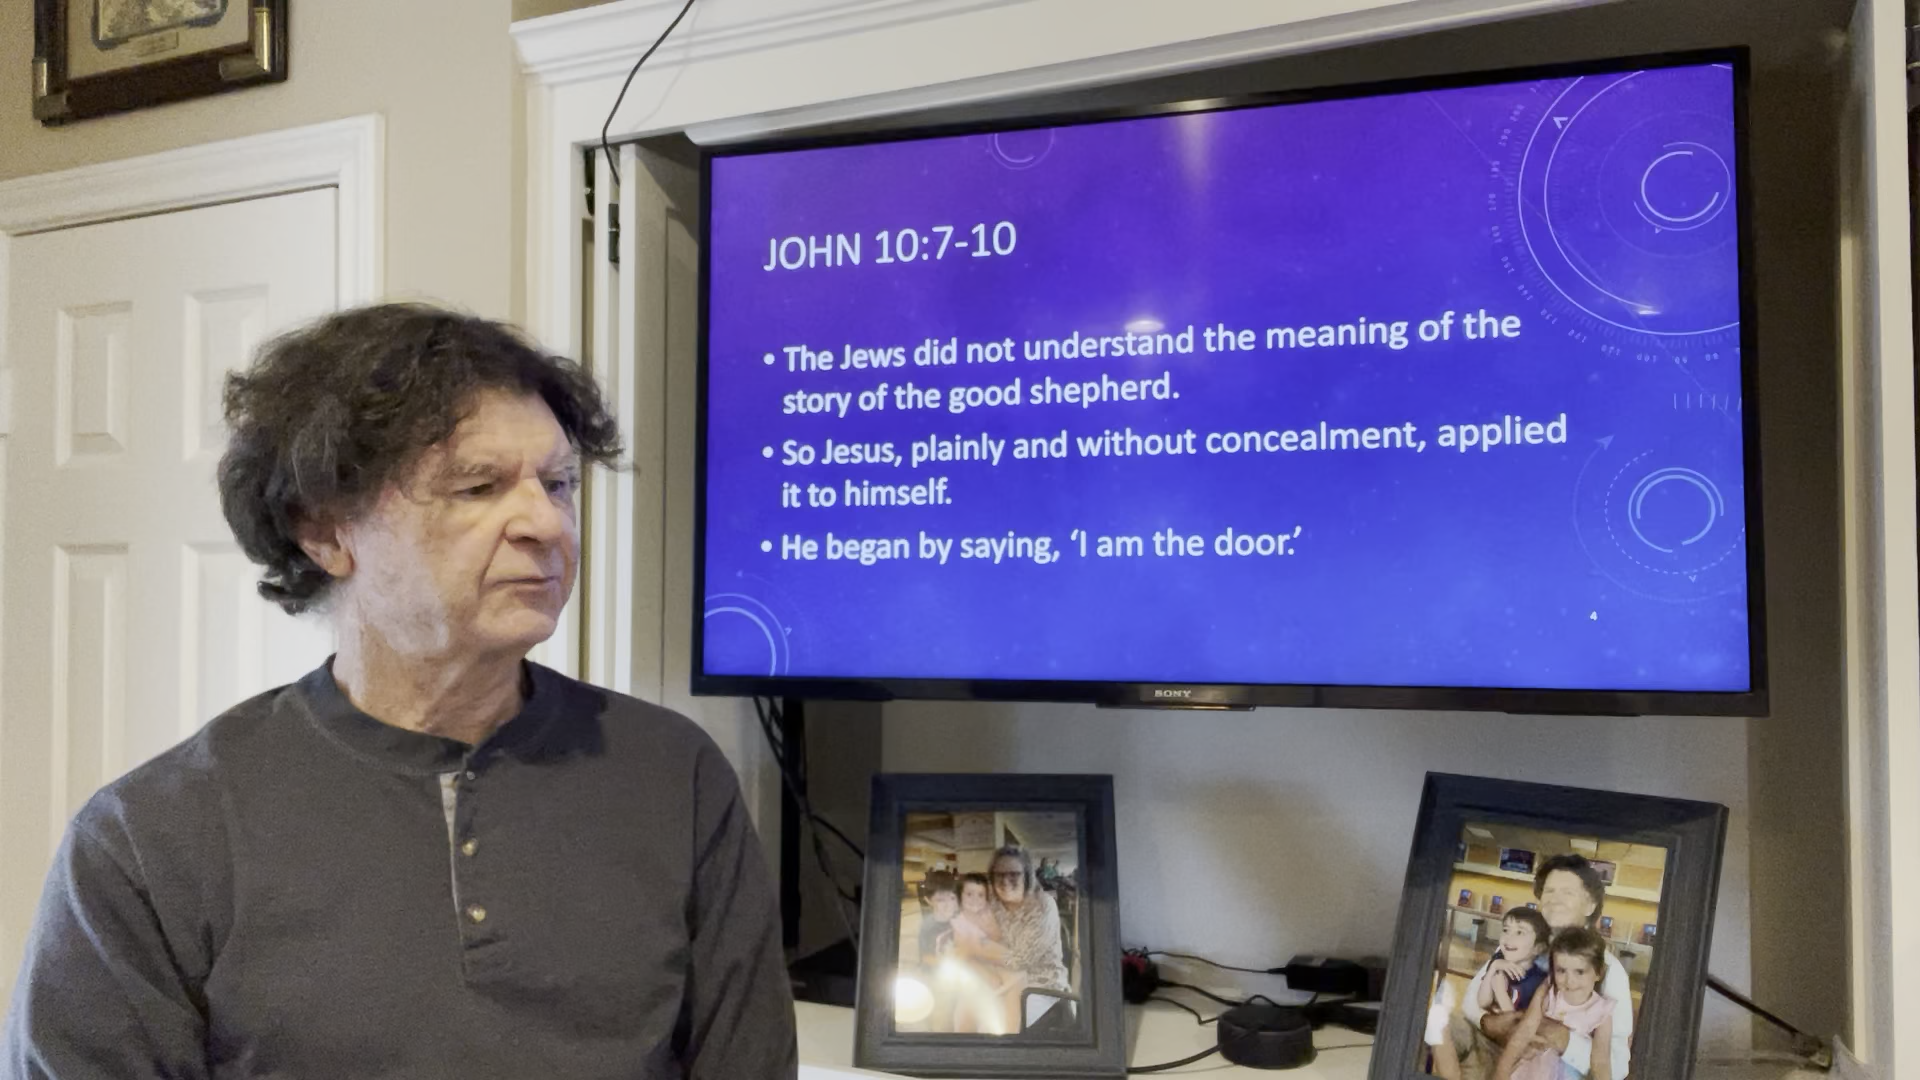 JOHN 10:7-10
• The Jews did not understand the meaning of the
story of the good shepherd.
• So Jesus, plainly and without concealment, applied
it to himself.
• He began by saying, ‘I am the door.’
4
SONY